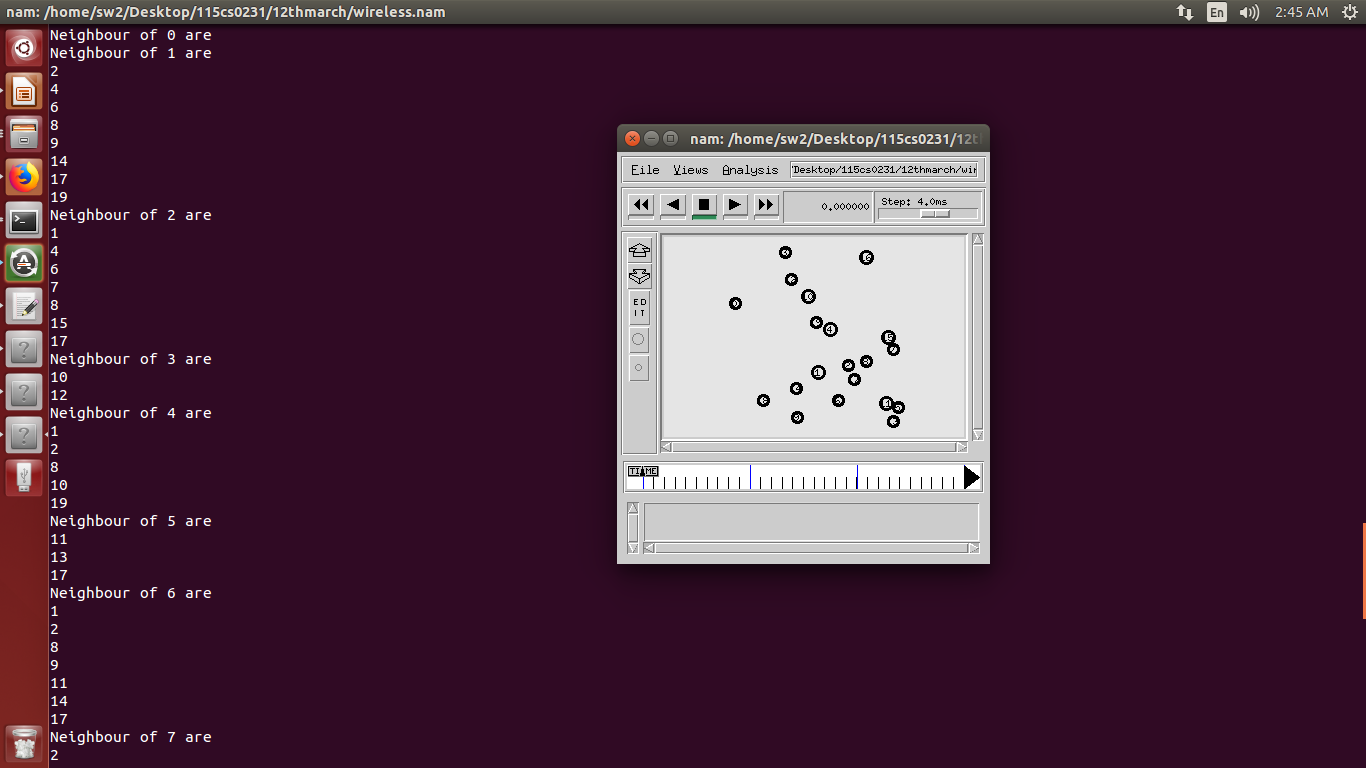 nam: /home/sw2/Desktop/115cs0231/12thmarch/wireless.nam
En
2:45 AM
Neighbour of 0 are
Neighbour of 1 are
2
4
6
8
9
14
17
19
Neighbour of 2 are
1
4
6
7
8
15
17
Neighbour of 3 are
10
12
Neighbour of 4 are
1
2
8
10
19
Neighbour of 5 are
11
13
17
Neighbour of 6 are
1
2
8
9
11
14
17
Neighbour of 7 are
2
nam: /home/sw2/Desktop/115cs0231/12t
File Views Analysis
Desktop/115cs0231/12thmarch/wir
0.000000
Step: 4.0ms
ED
IT
4
TIME